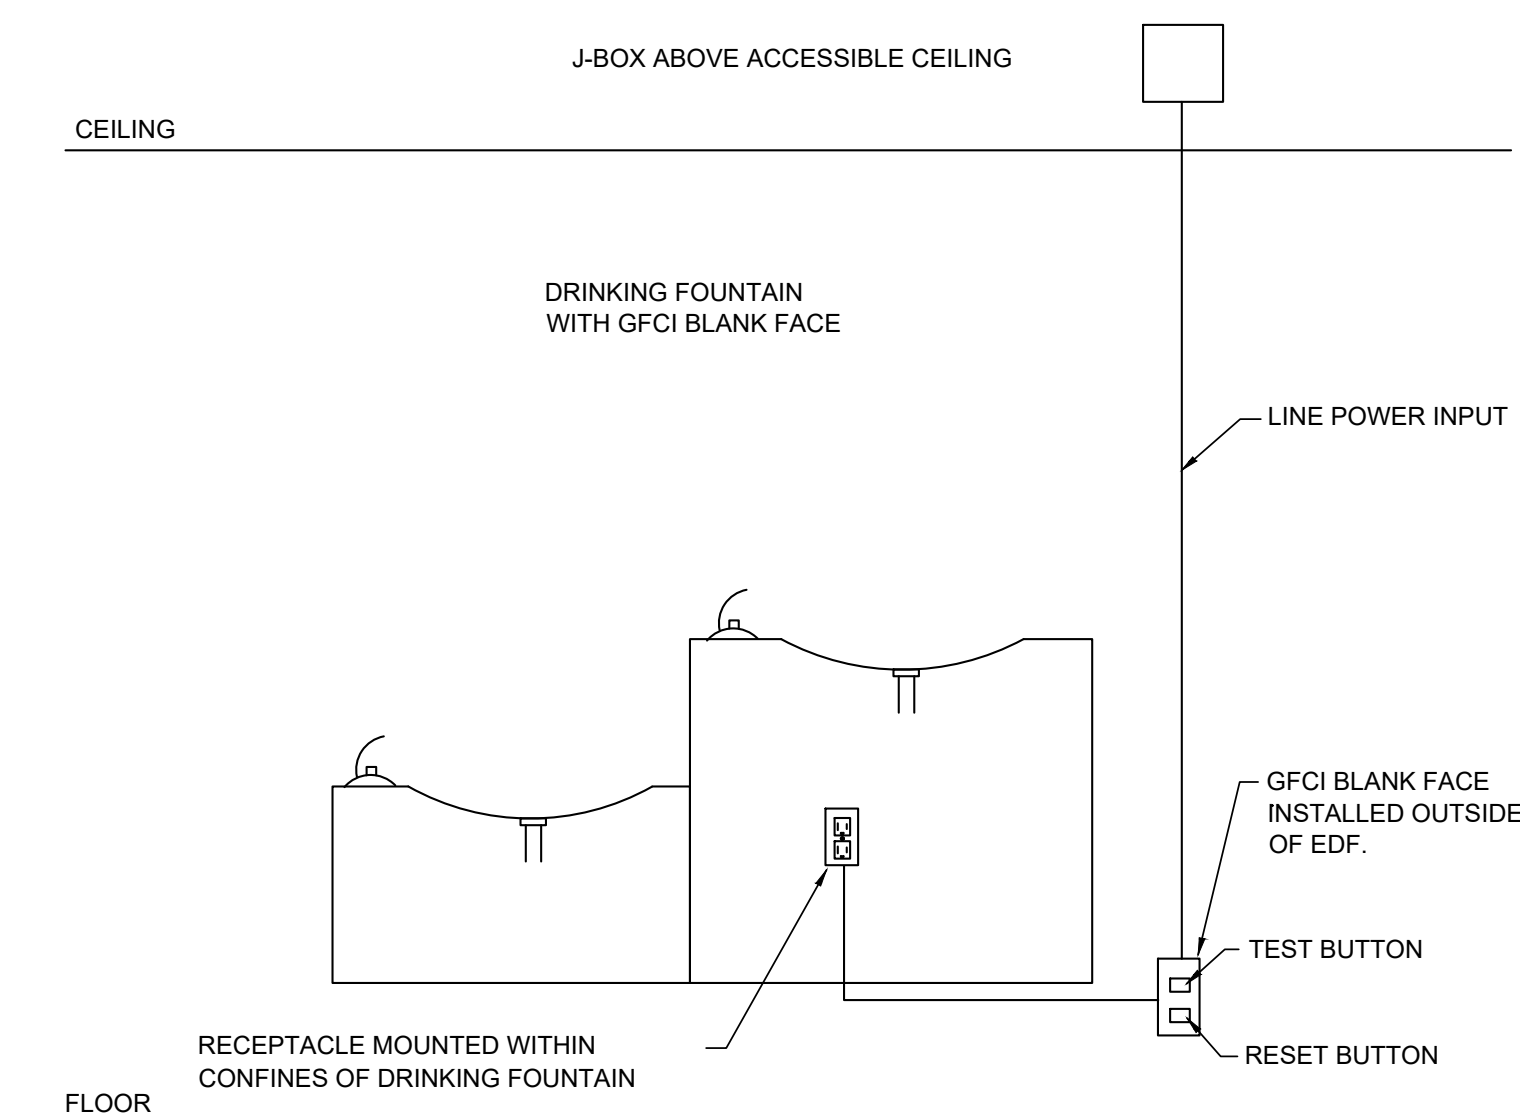 J-BOX ABOVE ACCESSIBLE CEILING
CEILING
DRINKING FOUNTAIN
WITH GFCI BLANK FACE
LINE POWER INPUT
GFCI BLANK FACE
INSTALLED OUTSIDE
OF EDF.
TEST BUTTON
RESET BUTTON
RECEPTACLE MOUNTED WITHIN
CONFINES OF DRINKING FOUNTAIN
FLOOR